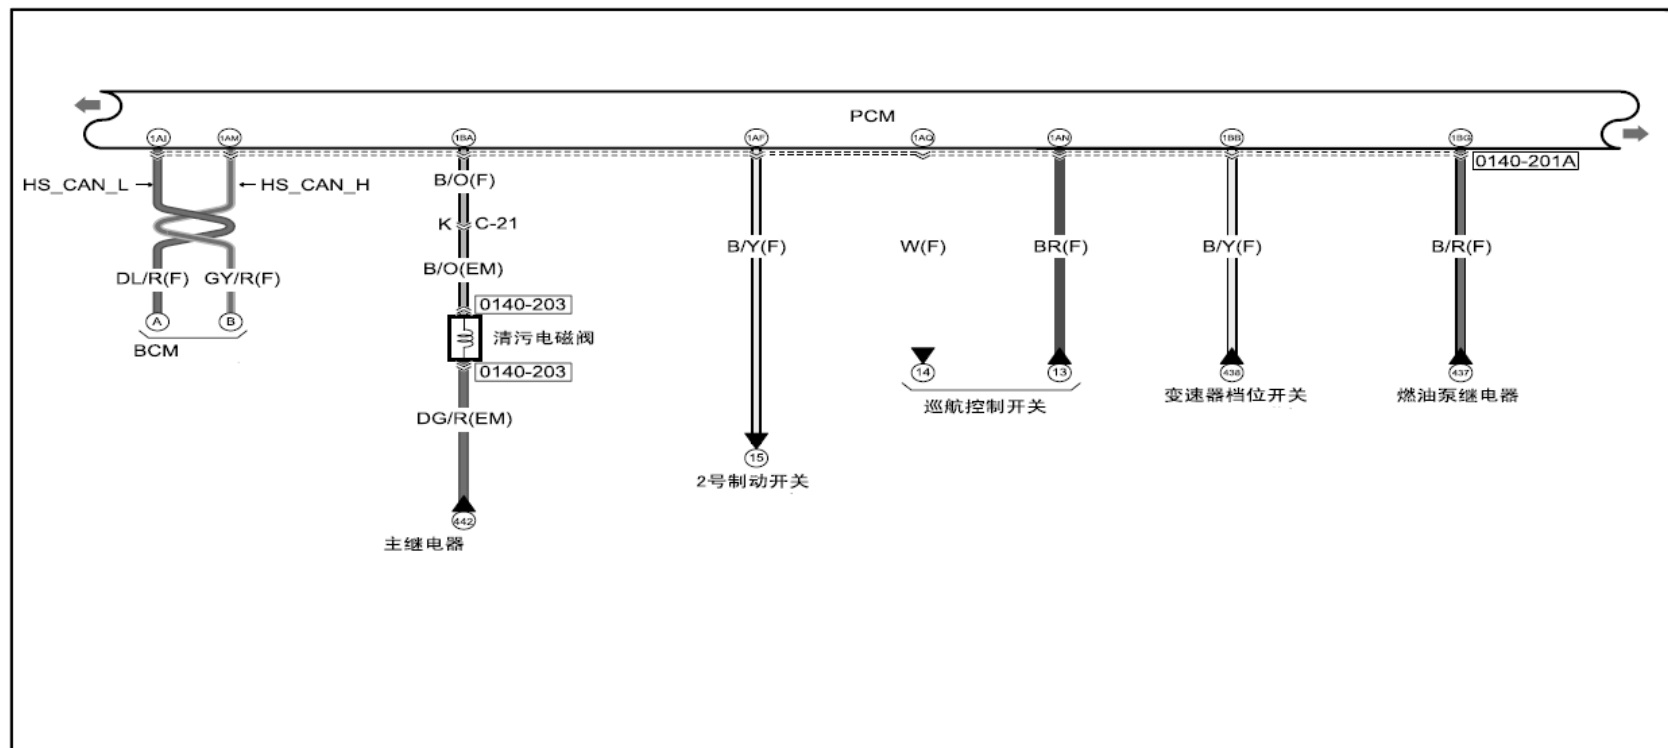 PCM
1AI
1AM
1BA
1AF
1AQ
1AN
1BB
1BG
0140-201A
HS_CAN_L
HS_CAN_H
B/O(F)
K
C-21
B/Y(F)
W(F)
BR(F)
B/Y(F)
B/R(F)
DL/R(F)
GY/R(F)
B/O(EM)
0140-203
A
B
BCM
清污电磁阀
0140-203
14
13
438
437
巡航控制开关
变速器档位开关
燃油泵继电器
DG/R(EM)
15
2号制动开关
442
主继电器